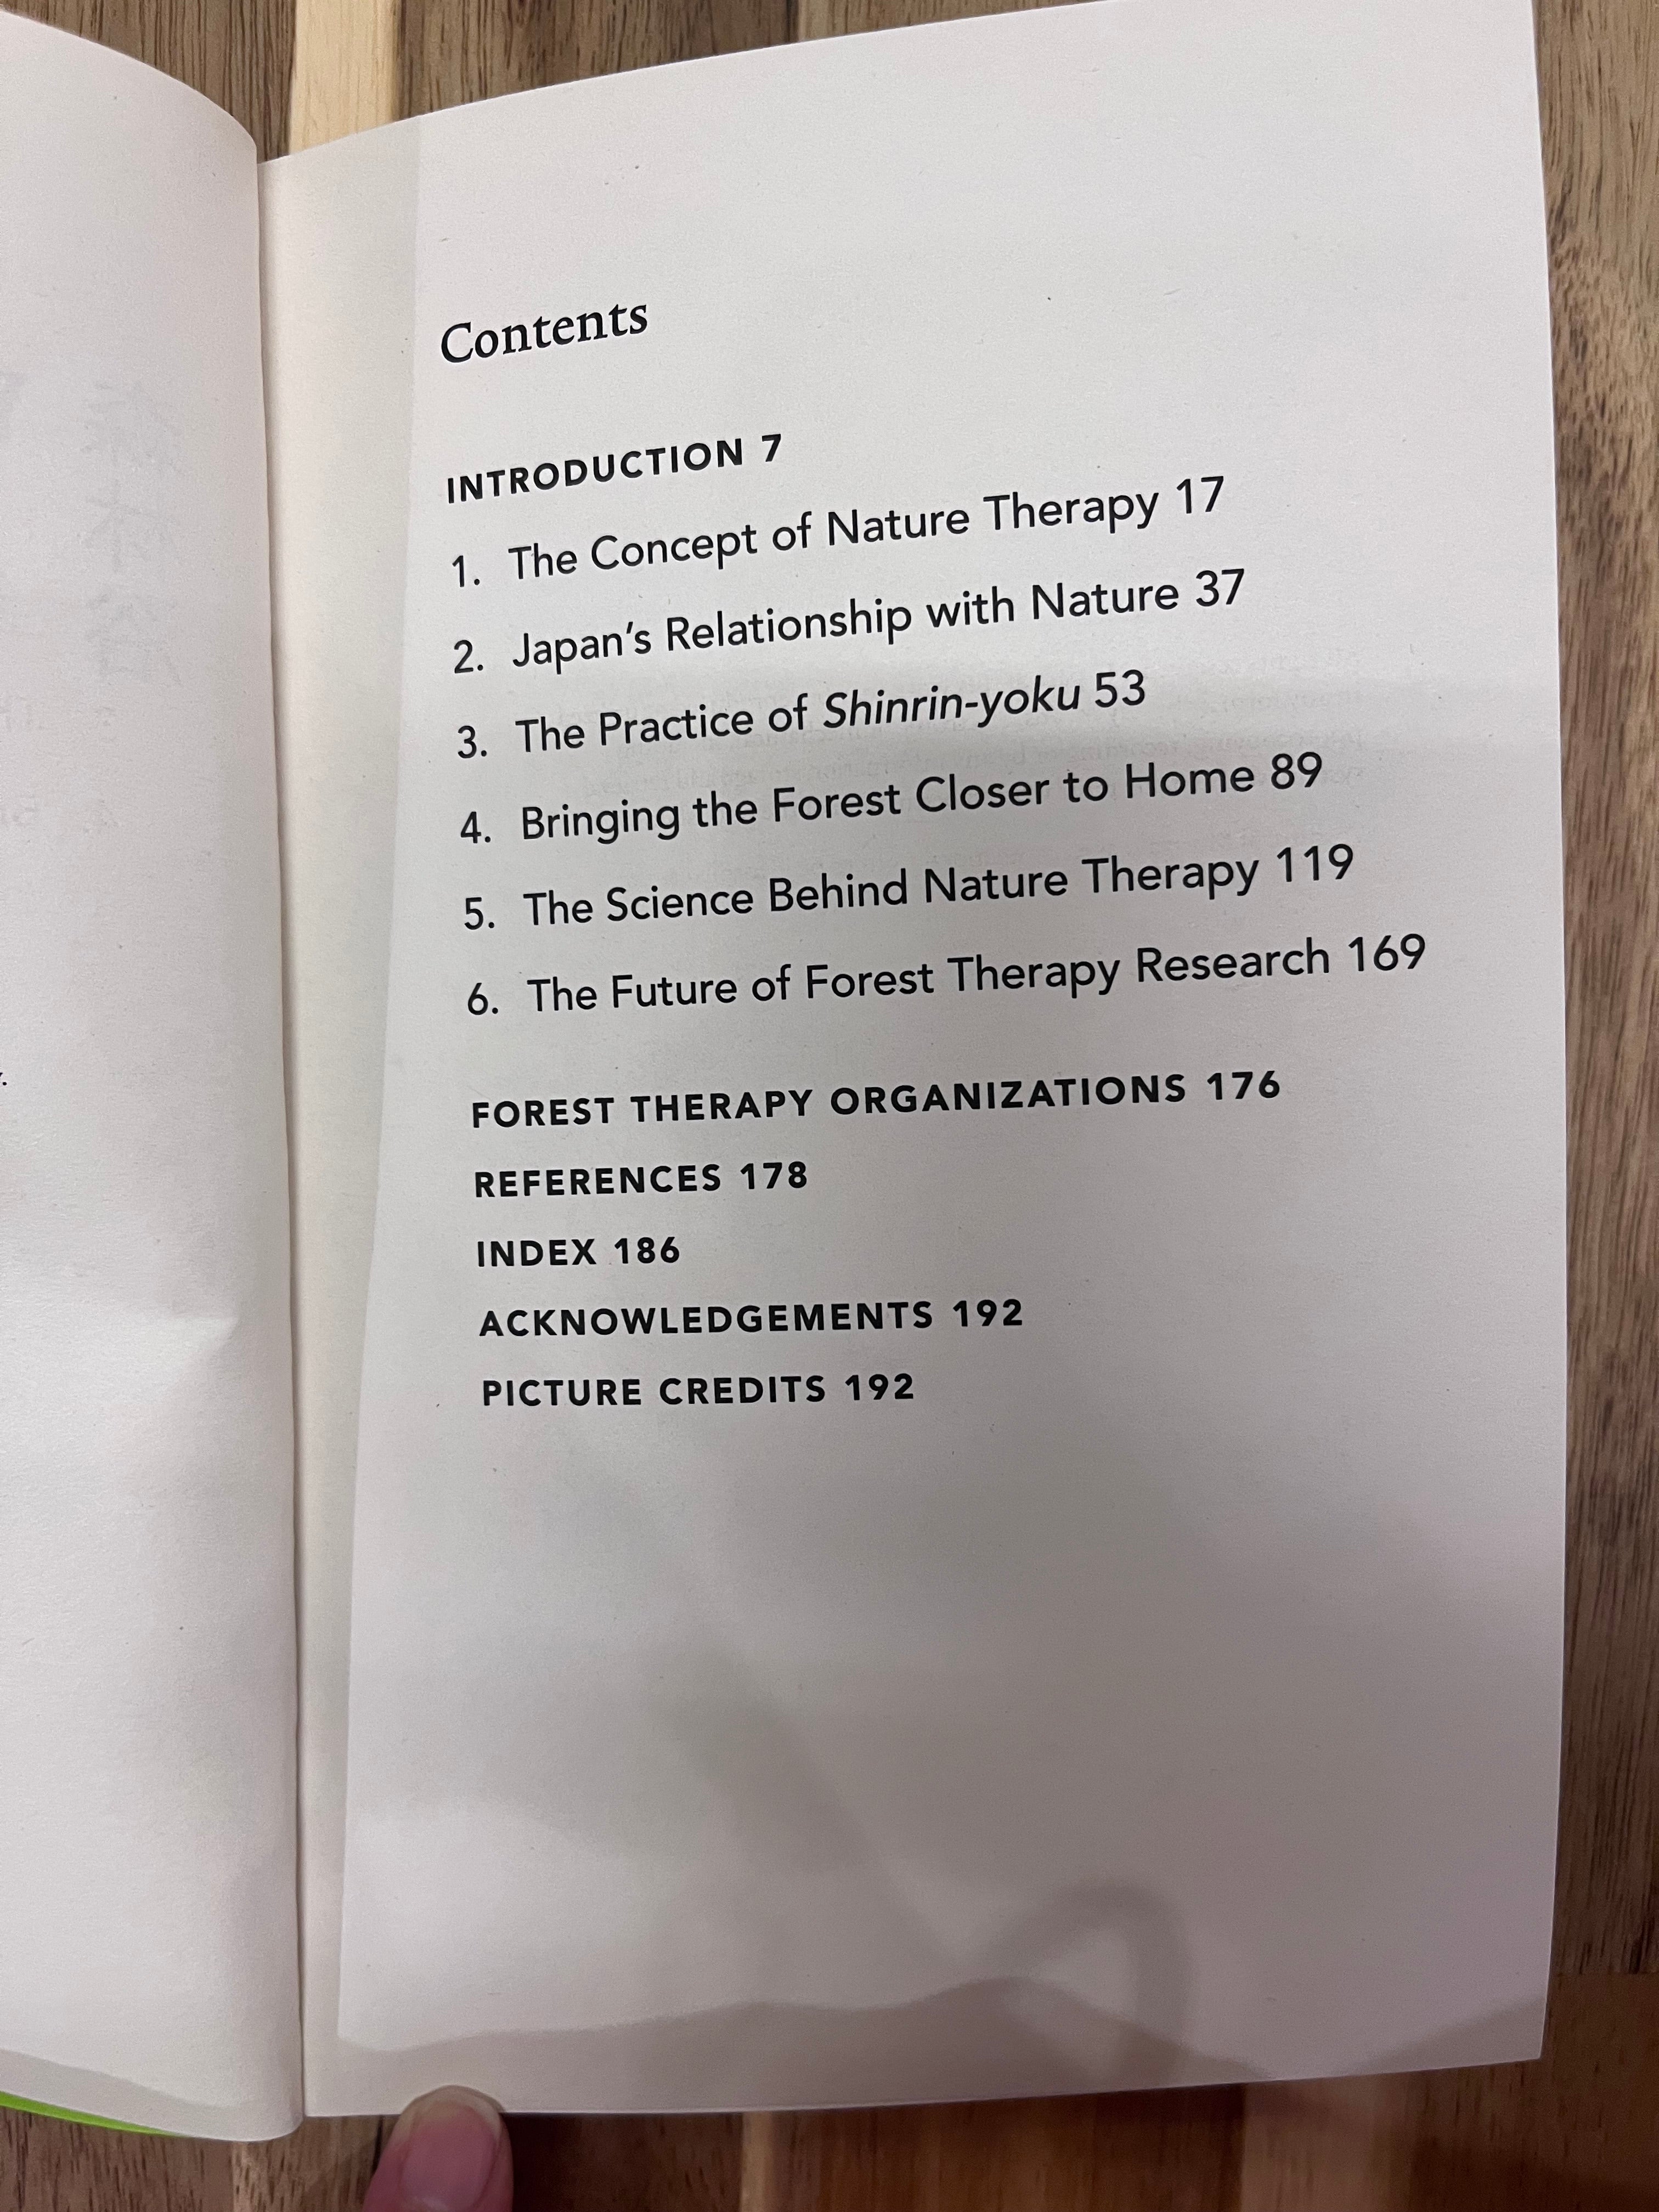 Contents
INTRODUCTION 7
1. The Concept of Nature Therapy 17
2. Japan's Relationship with Nature 37
3. The Practice of Shinrin-yoku 53
4. Bringing the Forest Closer to Home 89
5. The Science Behind Nature Therapy 119
6. The Future of Forest Therapy Research 169
FOREST THERAPY ORGANIZATIONS 176
REFERENCES 178
INDEX 186
ACKNOWLEDGEMENTS 192
PICTURE CREDITS 192